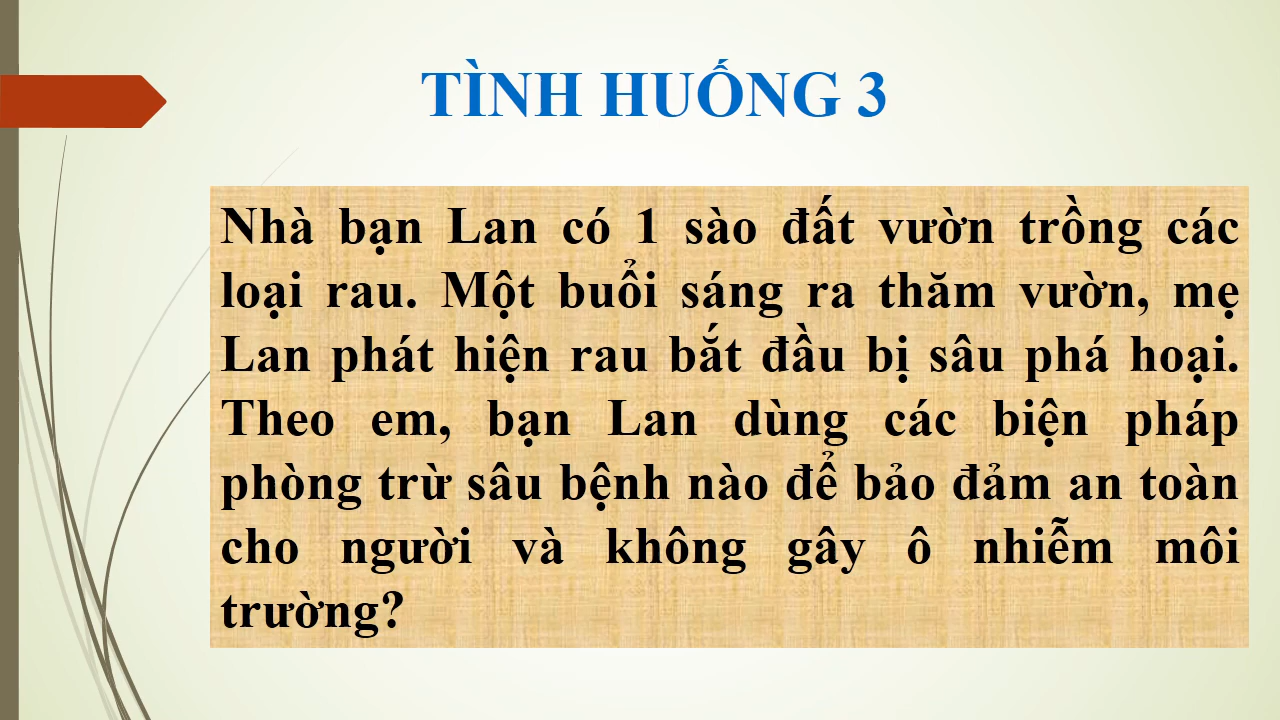 TÌNH HUỐNG 3
Nhà bạn Lan có 1 sào đất vườn trồng các
loại rau. Một buổi sáng ra thăm vườn, mẹ
Lan phát hiện rau bắt đầu bị sâu phá hoại.
Theo em, bạn Lan dùng các biện pháp
phòng trừ sâu bệnh nào để bảo đảm an toàn
cho người và không gây ô nhiễm môi
trường?